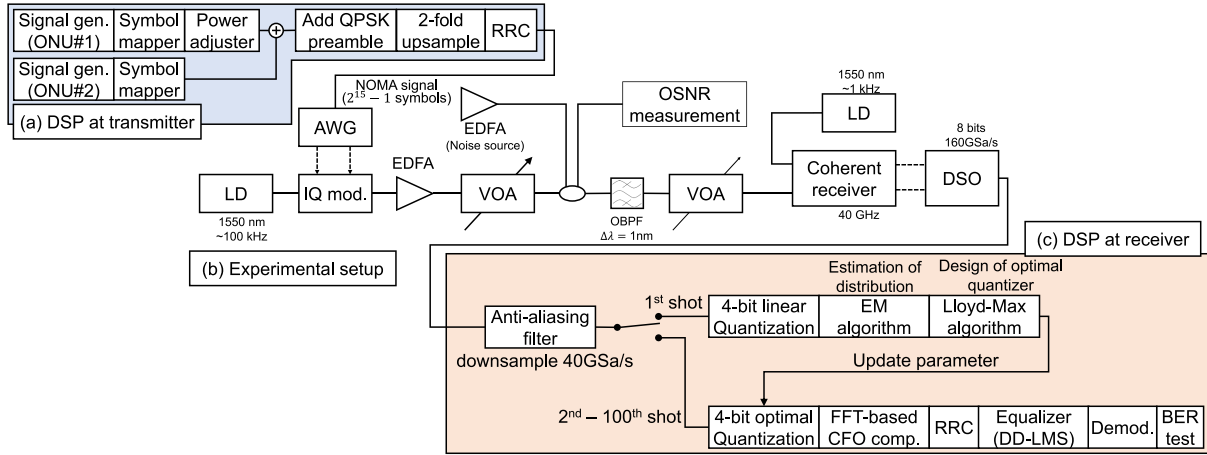 Signal gen.
(ONU#1)
Symbol
mapper
Power
adjuster
Add QPSK
preamble
2-fold
upsample
RRC
Signal gen.
(ONU#2)
Symbol
mapper
(a) DSP at transmitter
NOMA signal
(2¹⁵ − 1 symbols)
AWG
EDFA
(Noise source)
OSNR
measurement
1550 nm
~1 kHz
LD
8 bits
160GSa/s
LD
1550 nm
~100 kHz
IQ mod.
EDFA
VOA
OBPF
Δλ = 1nm
VOA
Coherent
receiver
40 GHz
DSO
(b) Experimental setup
(c) DSP at receiver
Anti-aliasing
filter
downsample 40GSa/s
1st shot
Estimation of
distribution
Design of optimal
quantizer
4-bit linear
Quantization
EM
algorithm
Lloyd-Max
algorithm
Update parameter
2nd – 100th shot
4-bit optimal
Quantization
FFT-based
CFO comp.
RRC
Equalizer
(DD-LMS)
Demod.
BER
test